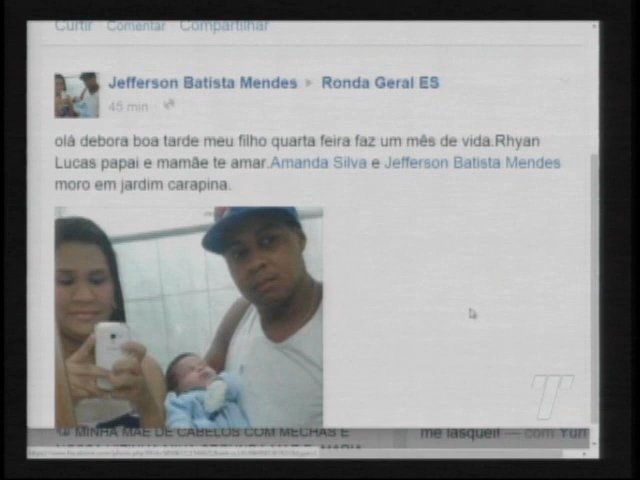 Curtir Comentar Compartilhar
Jefferson Batista Mendes ▸ Ronda Geral ES
45 min
olá debora boa tarde meu filho quarta feira faz um mês de vida.Rhyan
Lucas papai e mamãe te amar.Amanda Silva e Jefferson Batista Mendes
moro em jardim carapina.
MINHA MAE DE CABELOS COM MECHAS E
me lasquei! — com Yuri